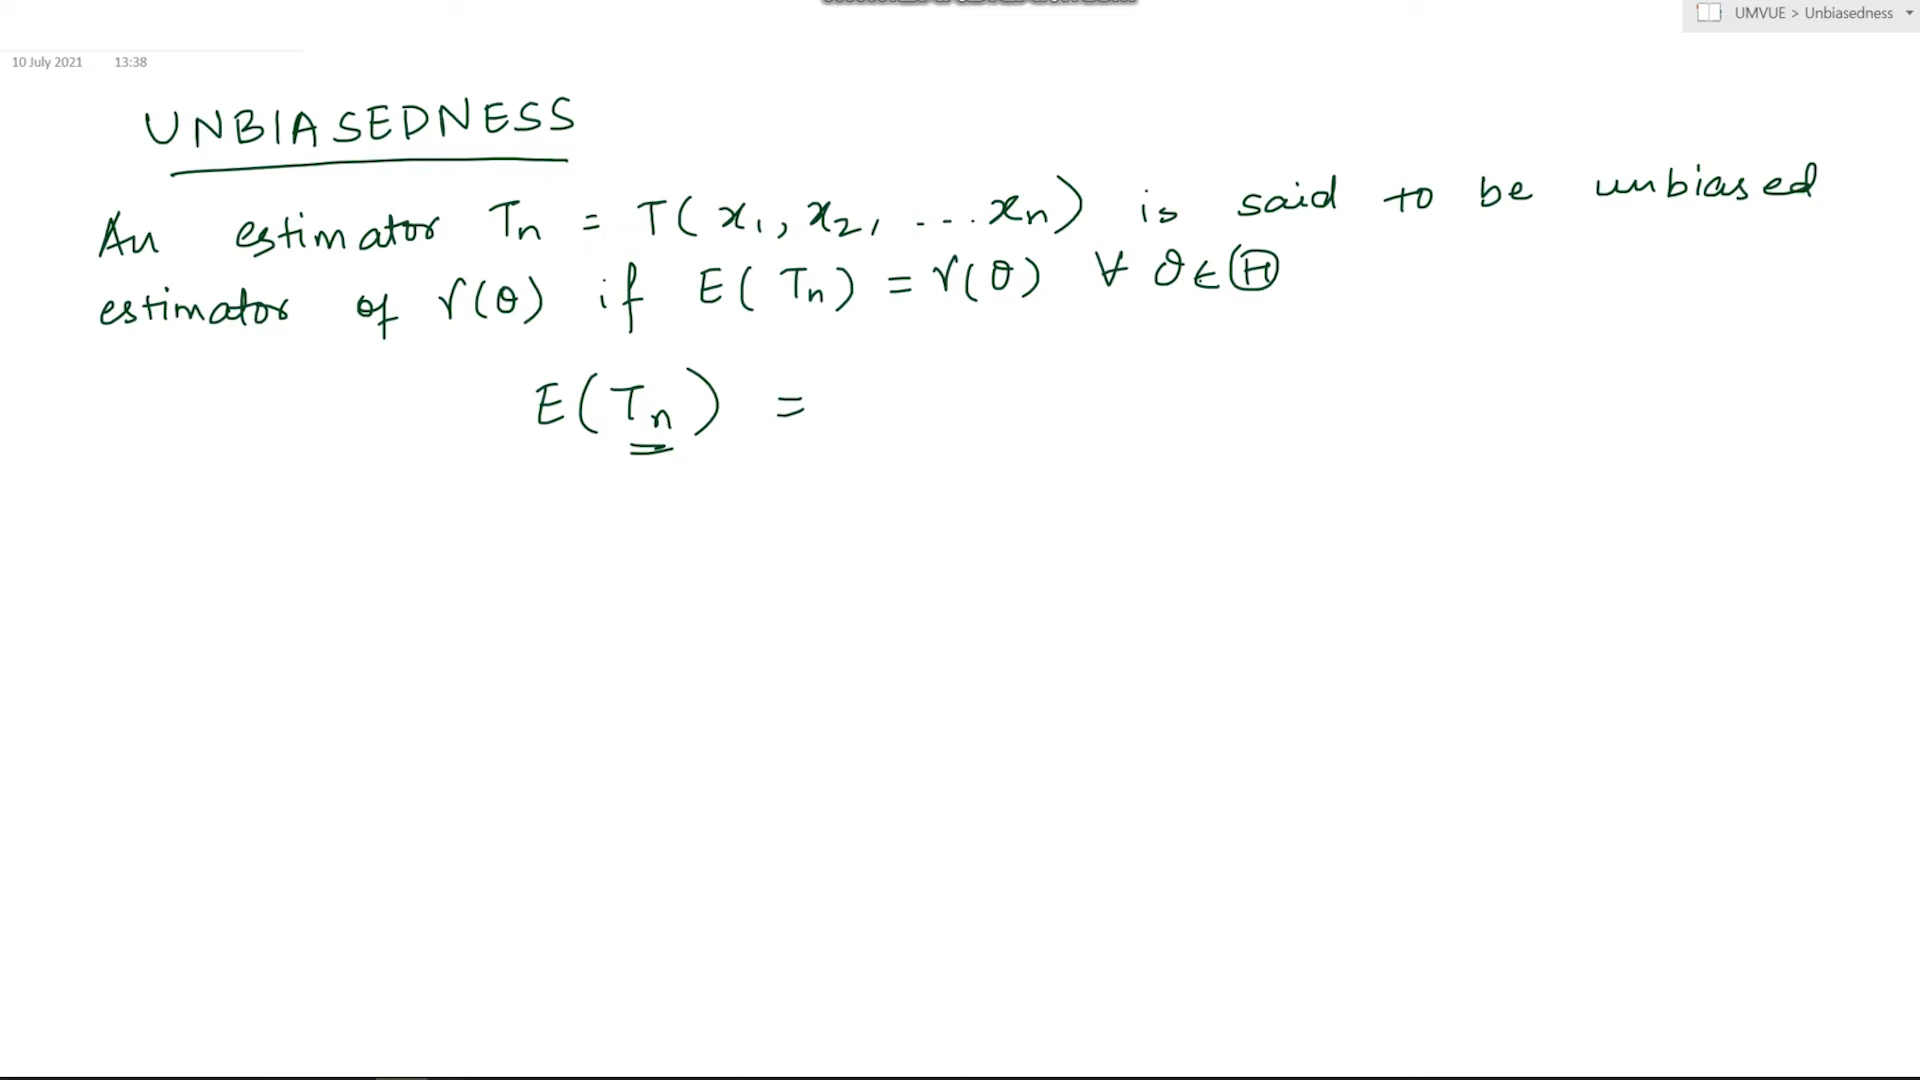 UMVUE > Unbiasedness
10 July 2021 13:38
UNBIASEDNESS
An estimator Tn = T(x1, x2, ... xn) is said to be unbiased
estimator of γ(θ) if E(Tn) = γ(θ) ∀ θ ∈ Ⓗ
E(Tn) =